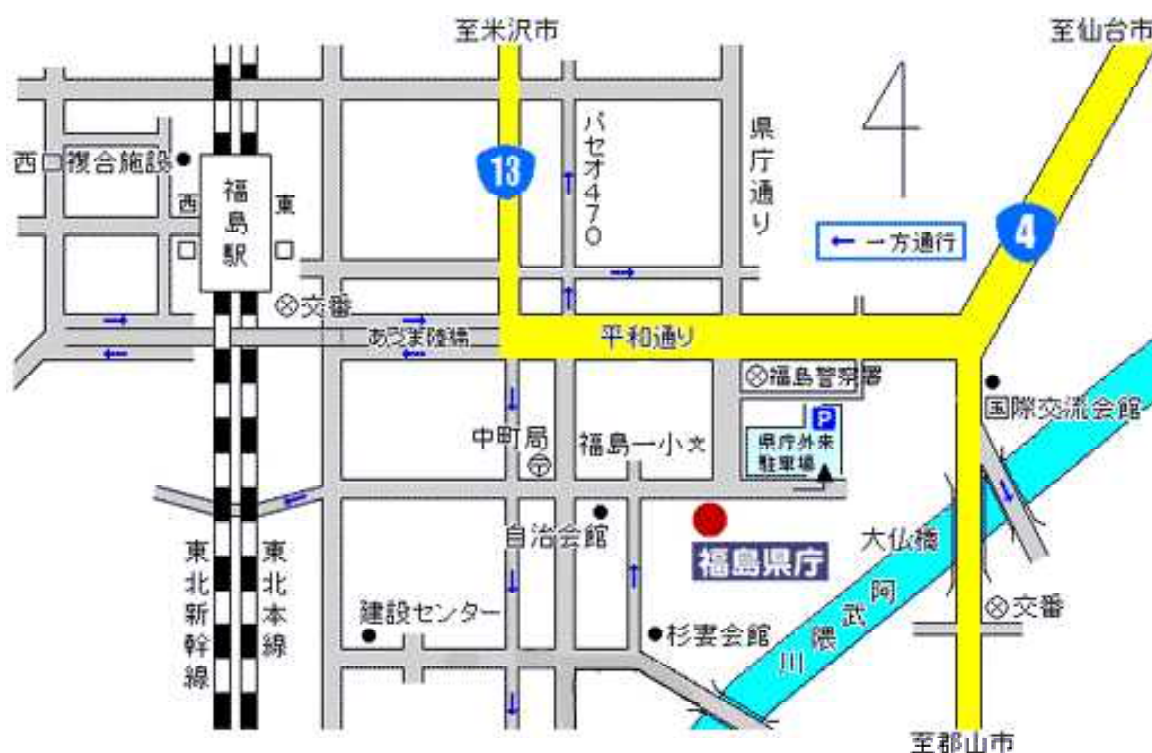 至米沢市
至仙台市
13
パセオ470
県庁通り
西口複合施設
福島駅
西口
東口
4
一方通行
交番
あづま陸橋
平和通り
福島警察署
国際交流会館
P
県庁外来
駐車場
中町局
福島一小
文
自治会館
福島県庁
大仏橋
阿武隈川
東北新幹線
東北本線
建設センター
杉妻会館
交番
至郡山市